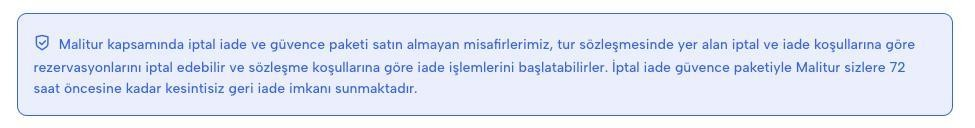 Malitur kapsamında iptal iade ve güvence paketi satın almayan misafirlerimiz, tur sözleşmesinde yer alan iptal ve iade koşullarına göre
rezervasyonlarını iptal edebilir ve sözleşme koşullarına göre iade işlemlerini başlatabilirler. İptal iade güvence paketiyle Malitur sizlere 72
saat öncesine kadar kesintisiz geri iade imkanı sunmaktadır.